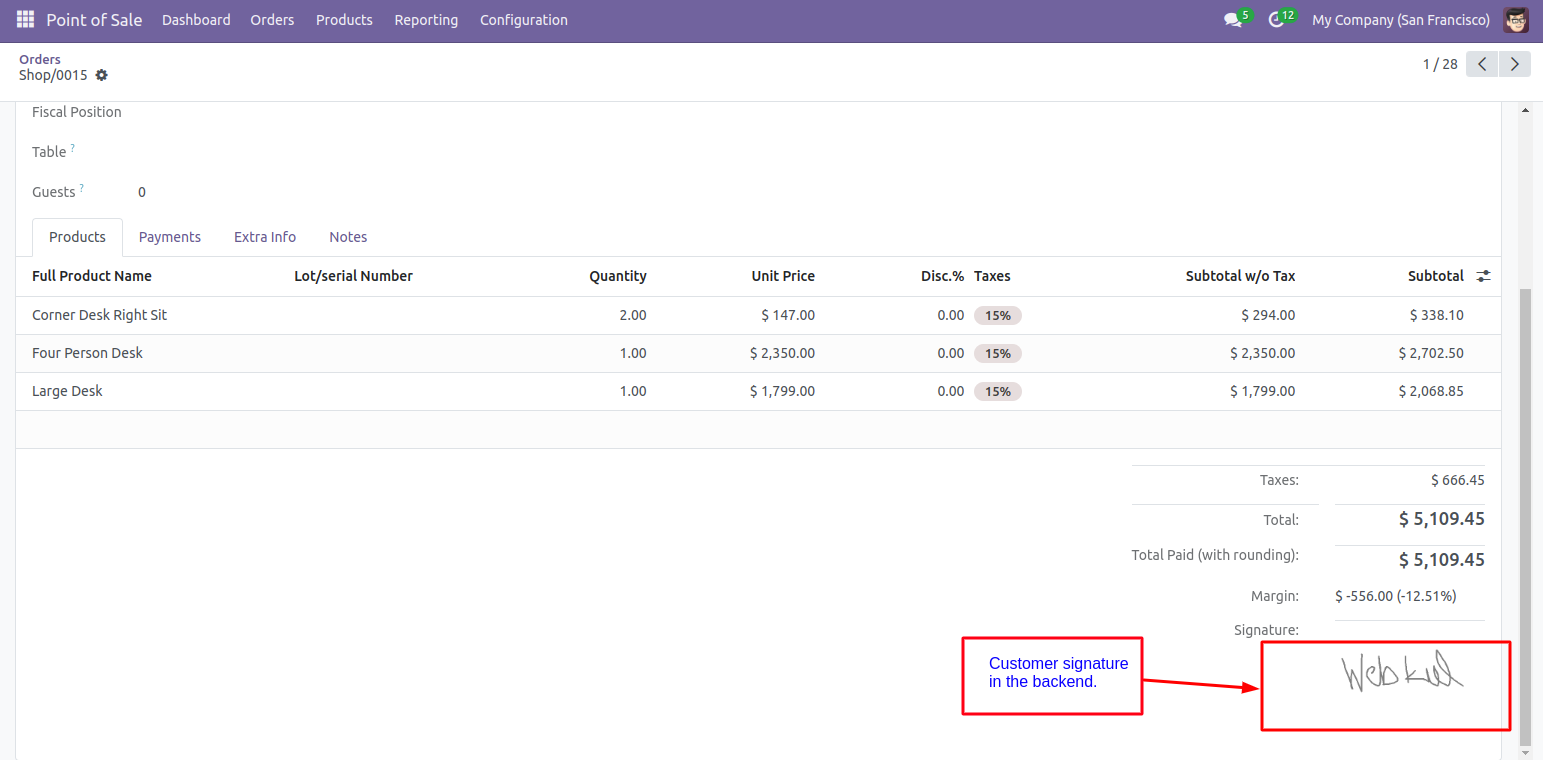 Point of Sale Dashboard Orders Products Reporting Configuration 5 12 My Company (San Francisco)
Orders
Shop/0015 1 / 28
Fiscal Position
Table ?
Guests ? 0
Products Payments Extra Info Notes
Full Product Name Lot/serial Number Quantity Unit Price Disc.% Taxes Subtotal w/o Tax Subtotal
Corner Desk Right Sit 2.00 $ 147.00 0.00 15% $ 294.00 $ 338.10
Four Person Desk 1.00 $ 2,350.00 0.00 15% $ 2,350.00 $ 2,702.50
Large Desk 1.00 $ 1,799.00 0.00 15% $ 1,799.00 $ 2,068.85
Taxes: $ 666.45
Total: $ 5,109.45
Total Paid (with rounding): $ 5,109.45
Margin: $ -556.00 (-12.51%)
Signature:
Customer signature
in the backend.
Webkul